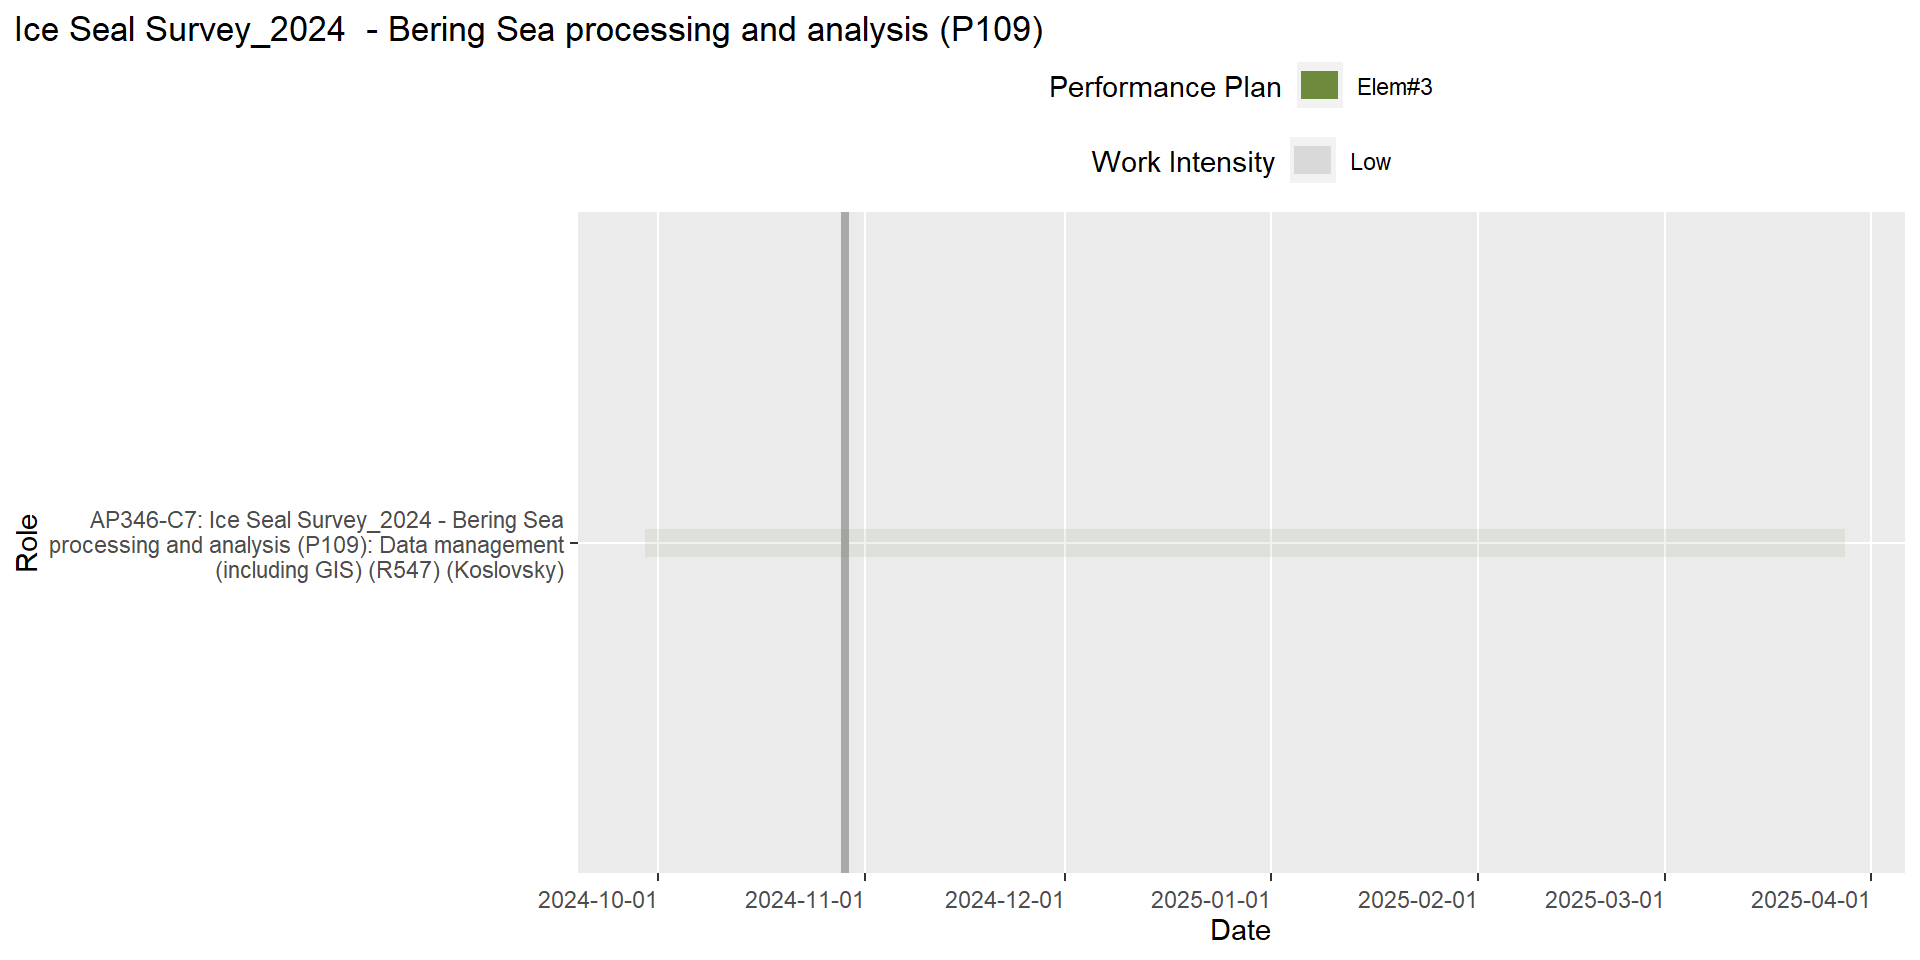 Ice Seal Survey_2024  - Bering Sea processing and analysis (P109)
Performance Plan
Elem#3
Work Intensity
Low
Role
AP346-C7: Ice Seal Survey_2024 - Bering Sea
processing and analysis (P109): Data management
(including GIS) (R547) (Koslovsky)
2024-10-01
2024-11-01
2024-12-01
2025-01-01
2025-02-01
2025-03-01
2025-04-01
Date